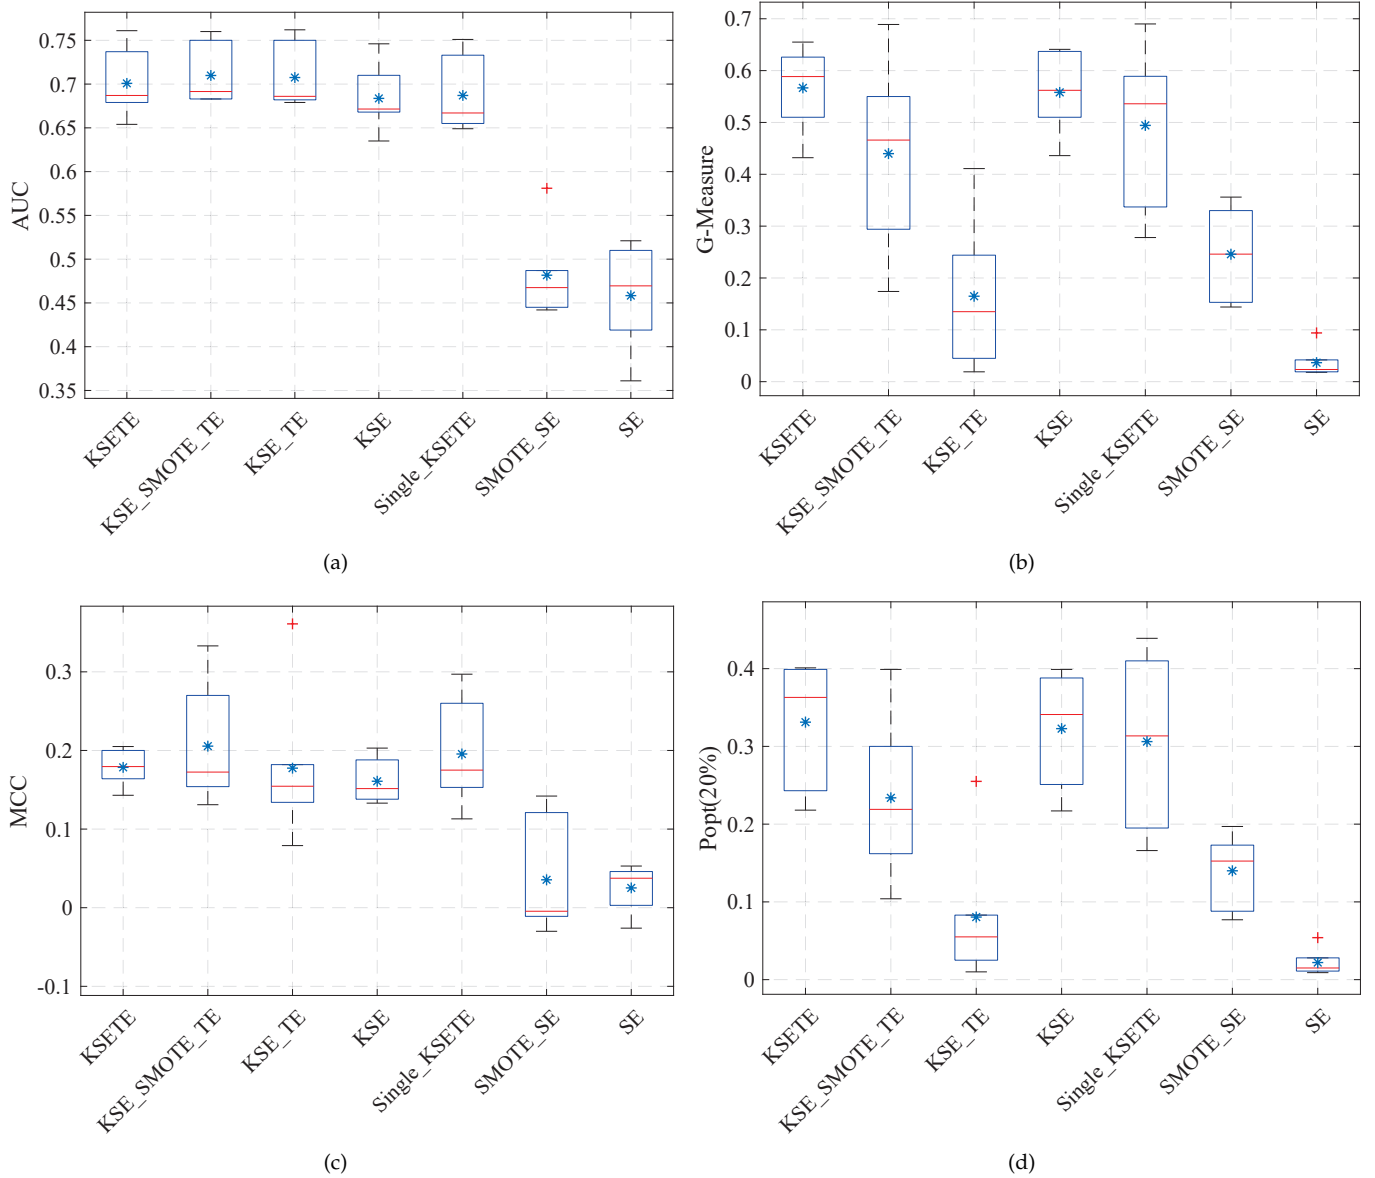 0.75
0.7
0.65
0.6
0.55
0.5
0.45
0.4
0.35
AUC
KSETE
KSE_SMOTE_TE
KSE_TE
KSE
Single_KSETE
SMOTE_SE
SE
(a)
0.7
0.6
0.5
0.4
0.3
0.2
0.1
0
G-Measure
KSETE
KSE_SMOTE_TE
KSE_TE
KSE
Single_KSETE
SMOTE_SE
SE
(b)
0.3
0.2
0.1
0
-0.1
MCC
KSETE
KSE_SMOTE_TE
KSE_TE
KSE
Single_KSETE
SMOTE_SE
SE
(c)
0.4
0.3
0.2
0.1
0
Popt(20%)
KSETE
KSE_SMOTE_TE
KSE_TE
KSE
Single_KSETE
SMOTE_SE
SE
(d)